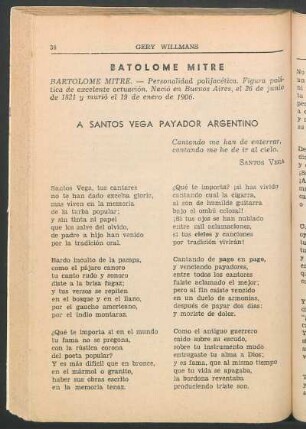 34 GERY WILLMANS
BATOLOME MITRE
BARTOLOME MITRE. — Personalidad polifacética. Figura polí-
tica de excelente actuación. Nació en Buenos Aires, el 26 de junio
de 1821 y murió el 19 de enero de 1906.
A SANTOS VEGA PAYADOR ARGENTINO
Cantando me han de enterrar,
cantando me he de ir al cielo.
SANTOS VEGA
Santos Vega, tus cantares
no te han dado excelsa gloria,
mas viven en la memoria
de la turba popular;
y sin tinta ni papel
que los salve del olvido,
de padre a hijo han venido
por la tradición oral.
Bardo inculto de la pampa,
como el pájaro canoro
tu canto rudo y sonoro
diste a la brisa fugaz;
y tus versos se repiten
en el bosque y en el llano,
por el gaucho americano,
por el indio montaraz.
¿Qué te importa si en el mundo
tu fama no se pregona,
con la rústica corona
del poeta popular?
Y es más difícil que en bronce,
en el mármol o granito,
haber sus obras escrito
en la memoria tenaz.
¿Qué te importa? ¡si has vivido
cantando cual la cigarra,
al son de humilde guitarra
bajo el ombú colosal!
¡Si tus ojos se han nublado
entre mil aclamaciones,
si tus cielos y canciones
por tradición vivirán!
Cantando de pago en pago,
y venciendo payadores,
entre todos los cantores
fuiste aclamado el mejor;
pero al fin caíste vencido
en un duelo de armonías,
después de payar dos días:
y moriste de dolor.
Como el antiguo guerrero
caído sobre su escudo,
sobre tu instrumento mudo
entregaste tu alma a Dios;
y es fama, que al mismo tiempo
que tu vida se apagaba,
la bordona reventaba
produciendo triste son.